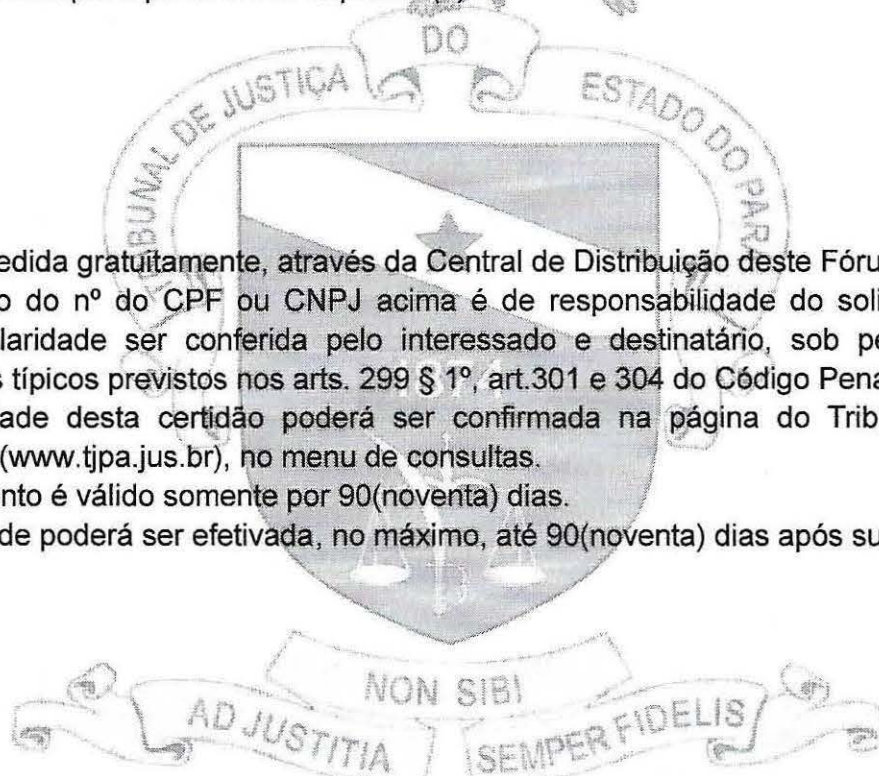 DO
TRIBUNAL DE JUSTIÇA
ESTADO DO PARÁ
edida gratuitamente, através da Central de Distribuição deste Fóru
o do nº do CPF ou CNPJ acima é de responsabilidade do soli
laridade ser conferida pelo interessado e destinatário, sob pe
s típicos previstos nos arts. 299 § 1º, art.301 e 304 do Código Pena
1874
ade desta certidão poderá ser confirmada na página do Trib
(www.tjpa.jus.br), no menu de consultas.
nto é válido somente por 90(noventa) dias.
de poderá ser efetivada, no máximo, até 90(noventa) dias após su
NON SIBI
AD JUSTITIA
SEMPER FIDELIS